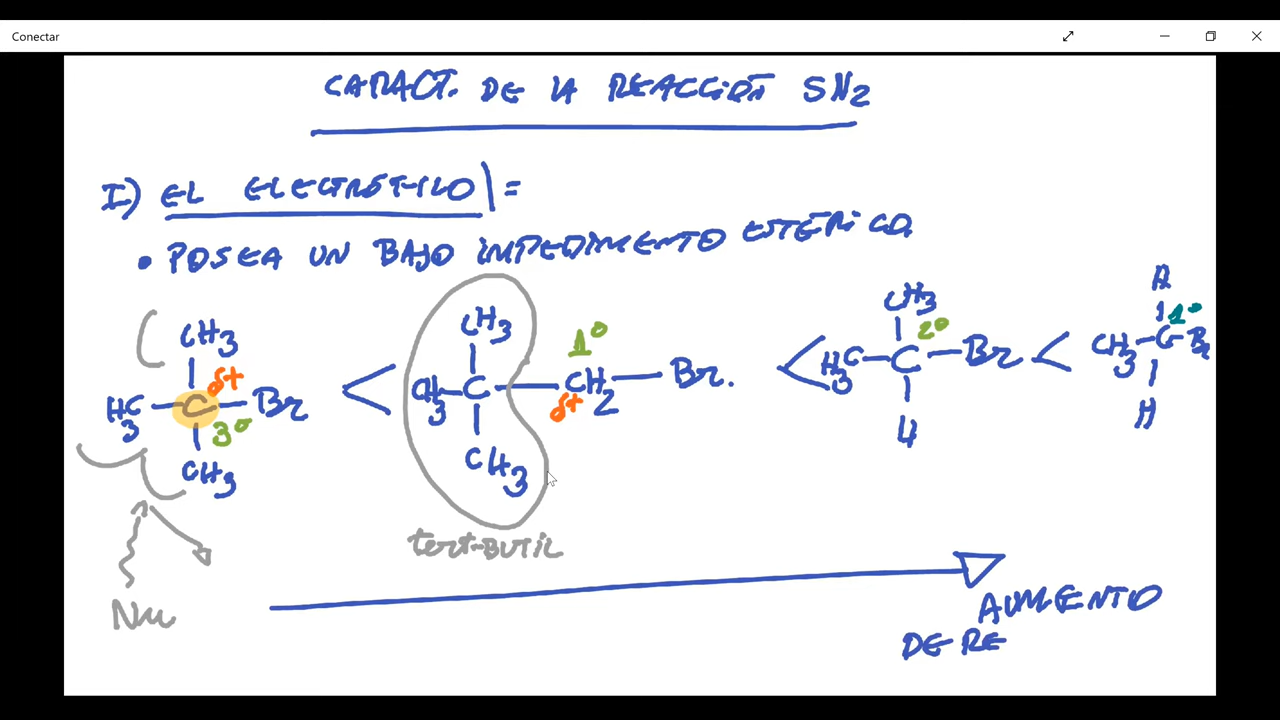 Conectar
CARACT. DE LA REACCIÓN SN2
I) EL ELECTRÓFILO =
• POSEA UN BAJO IMPEDIMENTO ESTÉRICO
CH3 CH3 1° CH3 2° H 1°
H3C C δ+ Br < CH3 C CH2 δ+ Br. < H3C C Br < CH3 C Br
3° CH3 CH3 H H
tert-BUTIL
Nu
AUMENTO
DE RE